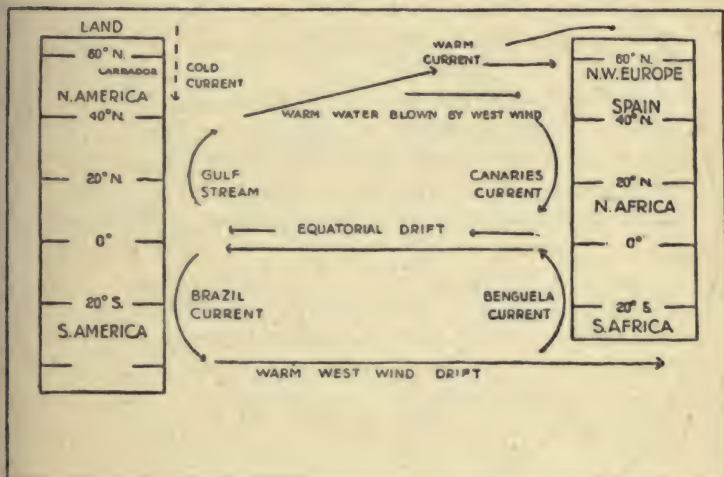 LAND
60° N.
LABRADOR
N. AMERICA
40° N.
20° N.
0°
20° S.
S. AMERICA
COLD
CURRENT
WARM
CURRENT
WARM WATER BLOWN BY WEST WIND
GULF
STREAM
CANARIES
CURRENT
EQUATORIAL DRIFT
BRAZIL
CURRENT
BENGUELA
CURRENT
WARM WEST WIND DRIFT
60° N.
N.W. EUROPE
SPAIN
40° N.
20° N.
N. AFRICA
0°
20° S.
S. AFRICA